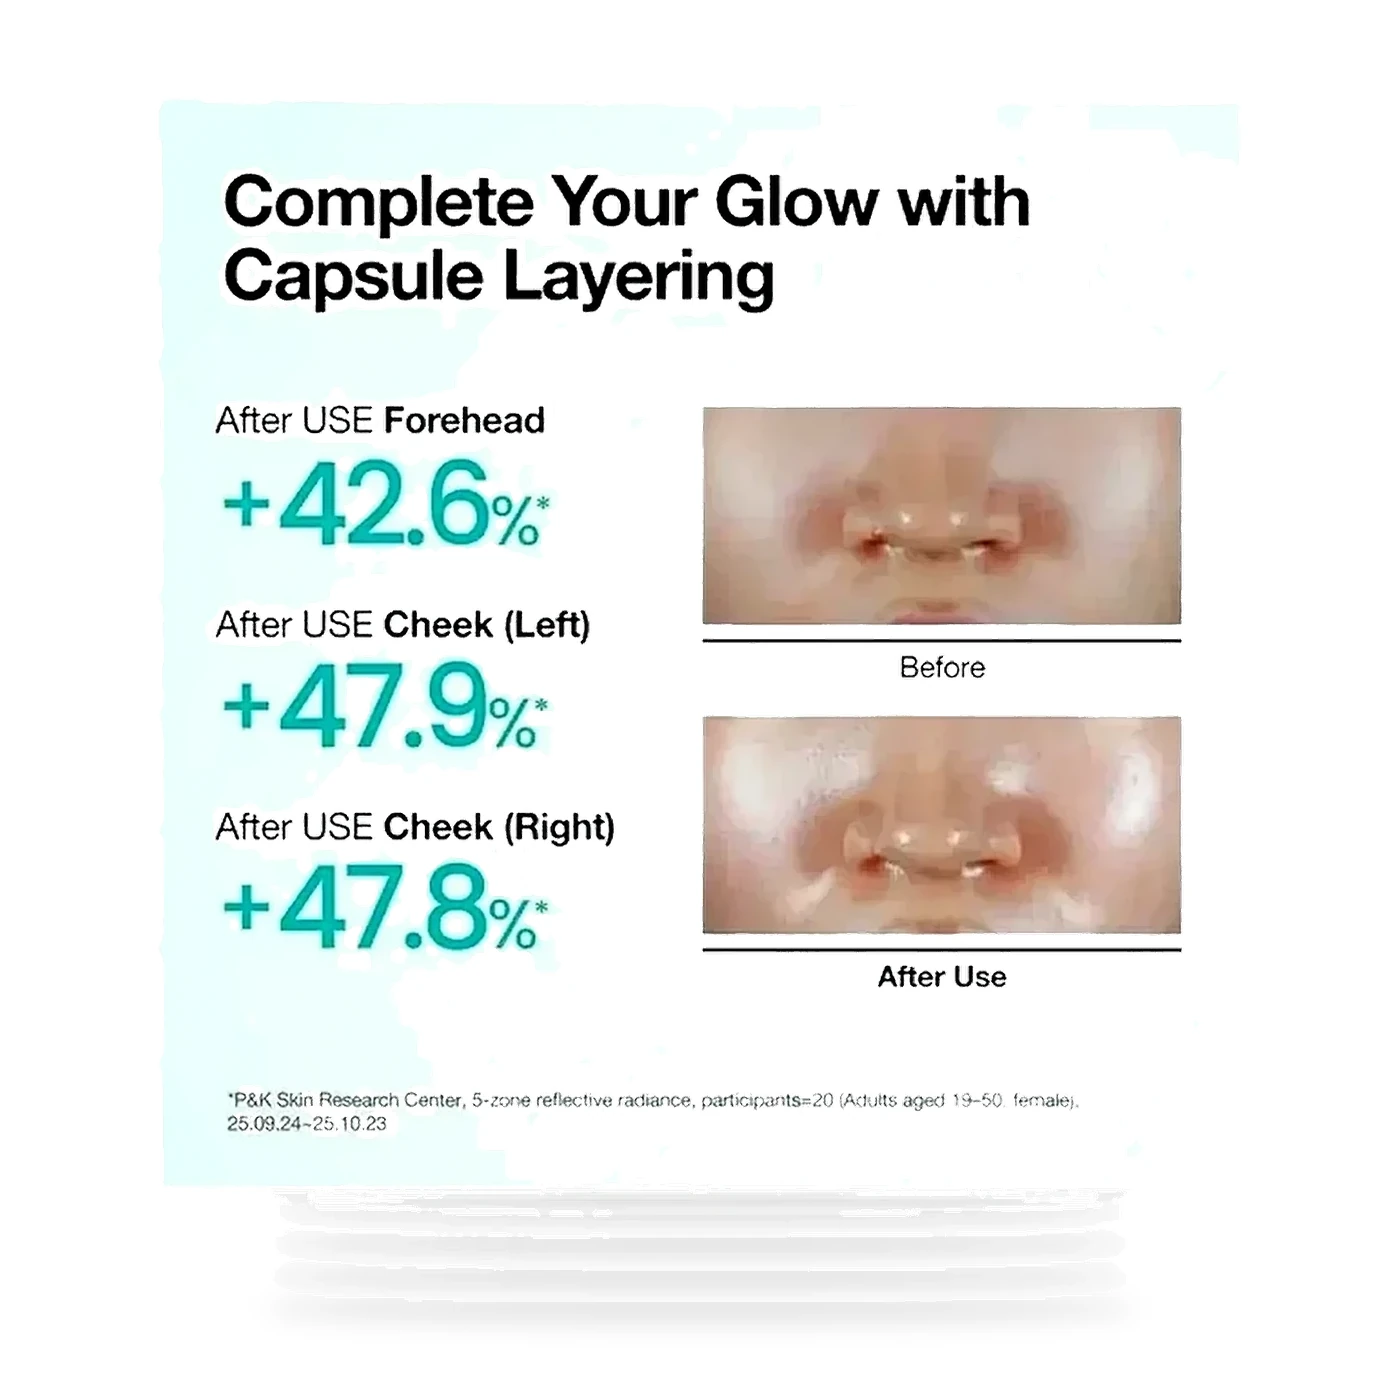 Complete Your Glow with
Capsule Layering
After USE Forehead
+42.6%*
After USE Cheek (Left)
+47.9%*
After USE Cheek (Right)
+47.8%*
Before
After Use
*P&K Skin Research Center, 5-zone reflective radiance, participants=20 (Adults aged 19~50, female),
25.09.24~25.10.23